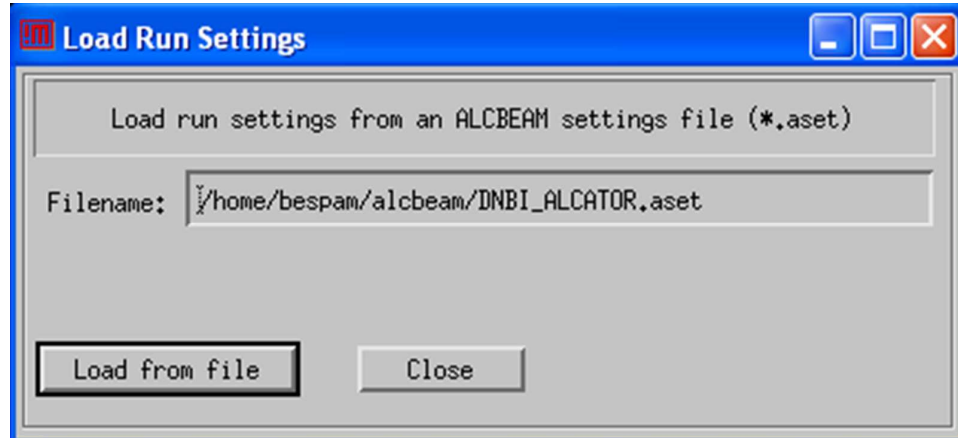 Load Run Settings
Load run settings from an ALCBEAM settings file (*.aset)
Filename: /home/bespam/alcbeam/DNBI_ALCATOR.aset
Load from file Close